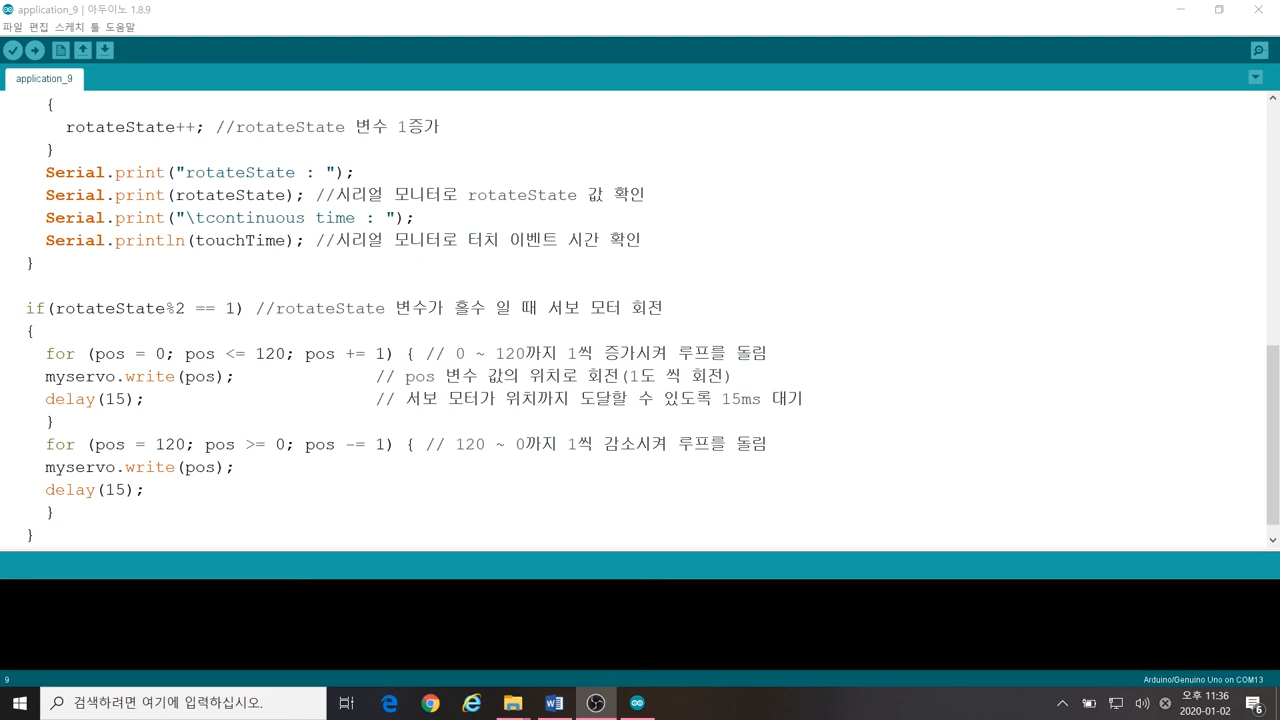 application_9 | 아두이노 1.8.9
파일 편집 스케치 툴 도움말
application_9
{
rotateState++; //rotateState 변수 1증가
}
Serial.print("rotateState : ");
Serial.print(rotateState); //시리얼 모니터로 rotateState 값 확인
Serial.print("\tcontinuous time : ");
Serial.println(touchTime); //시리얼 모니터로 터치 이벤트 시간 확인
}
if(rotateState%2 == 1) //rotateState 변수가 홀수 일 때 서보 모터 회전
{
for (pos = 0; pos <= 120; pos += 1) { // 0 ~ 120까지 1씩 증가시켜 루프를 돌림
myservo.write(pos); // pos 변수 값의 위치로 회전(1도 씩 회전)
delay(15); // 서보 모터가 위치까지 도달할 수 있도록 15ms 대기
}
for (pos = 120; pos >= 0; pos -= 1) { // 120 ~ 0까지 1씩 감소시켜 루프를 돌림
myservo.write(pos);
delay(15);
}
}
9
Arduino/Genuino Uno on COM13
검색하려면 여기에 입력하십시오.
오후 11:36
2020-01-02
6